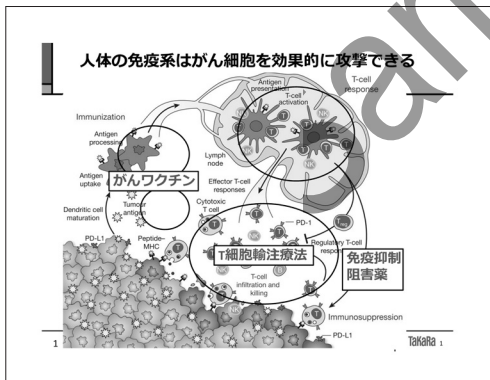 人体の免疫系はがん細胞を効果的に攻撃できる
Antigen
presentation
T-cell
activation
T-cell
response
Immunization
Antigen
processing
Lymph
node
Antigen
uptake
がんワクチン
Effector T-cell
responses
Dendritic cell
maturation
Tumour
antigen
Cytotoxic
T cell
PD-1
PD-L1
Peptide–
MHC
Regulatory T-cell
T細胞輸注療法
免疫抑制
阻害薬
T-cell
infiltration and
killing
Immunosuppression
PD-L1
NK
NK
NK
T
T
T
1
TaKaRa 1